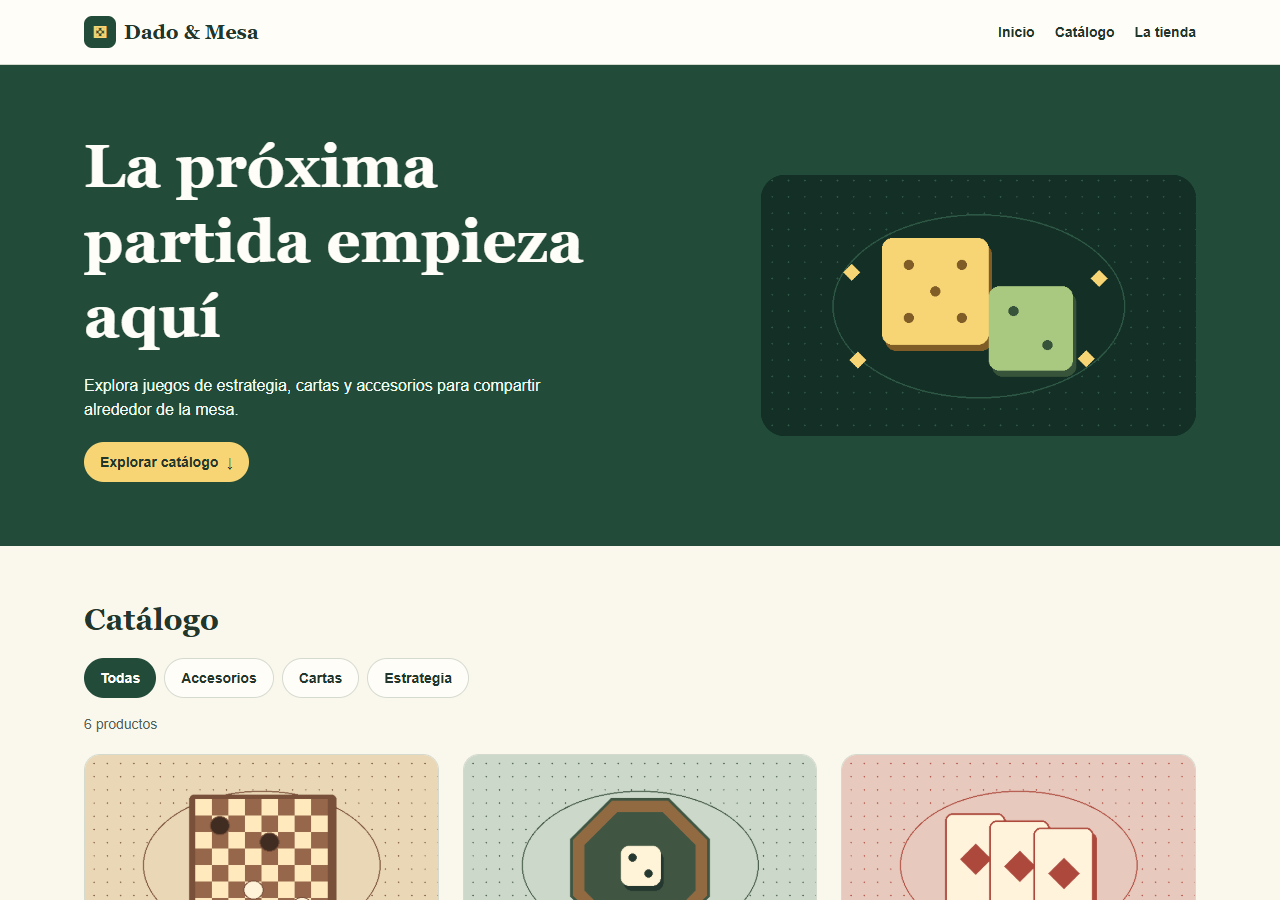 Dado & Mesa
Inicio Catálogo La tienda
La próxima
partida empieza
aquí
Explora juegos de estrategia, cartas y accesorios para compartir
alrededor de la mesa.
Explorar catálogo ↓
Catálogo
Todas Accesorios Cartas Estrategia
6 productos